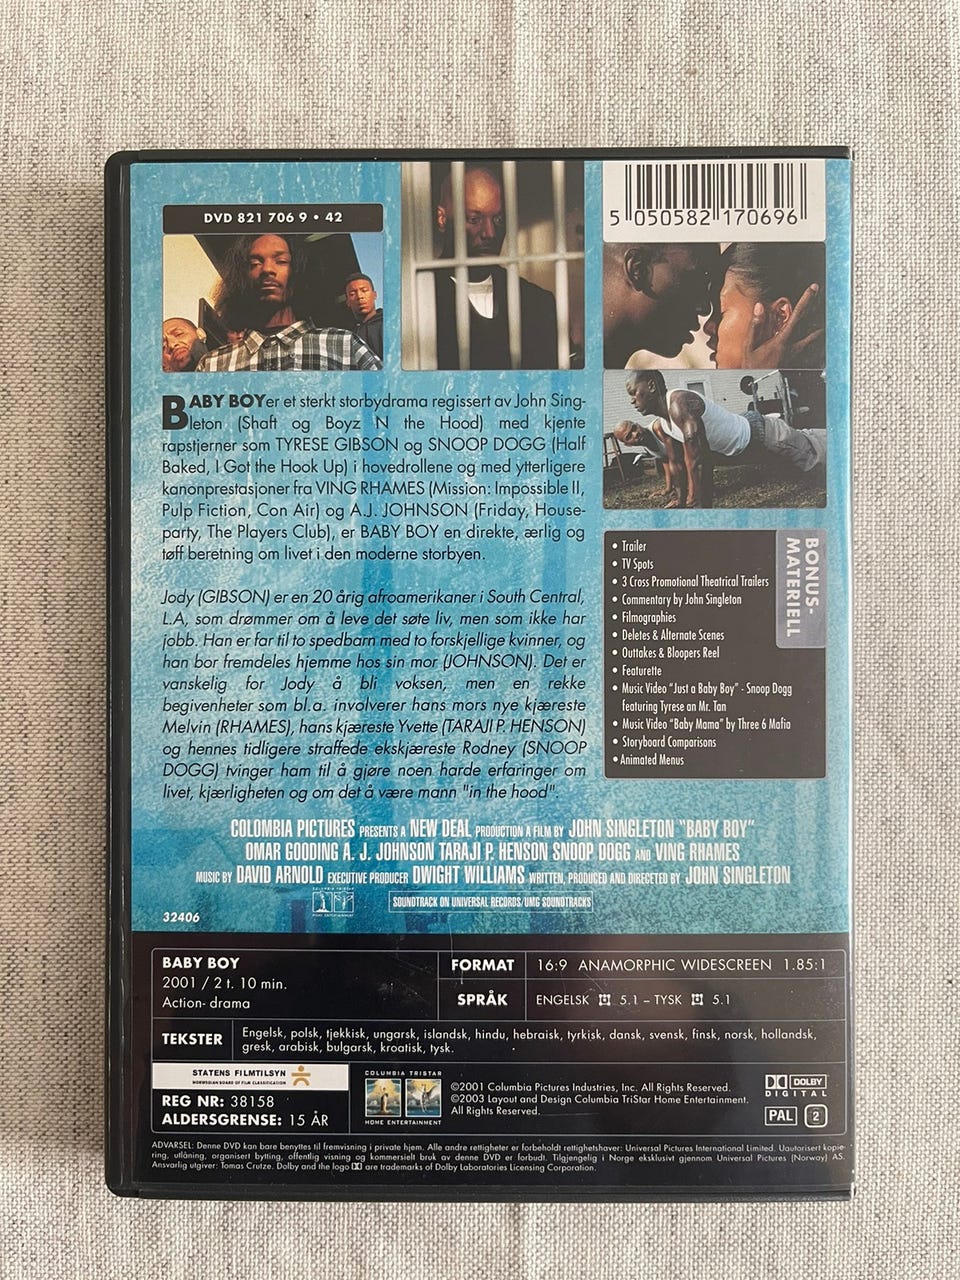 DVD 821 706 9 • 42
5 050582 170696
BABY BOY er et sterkt storbydrama regissert av John Sing-
leton (Shaft og Boyz N the Hood) med kjente
rapstjerner som TYRESE GIBSON og SNOOP DOGG (Half
Baked, I Got the Hook Up) i hovedrollene og med ytterligere
kanonprestasjoner fra VING RHAMES (Mission: Impossible II,
Pulp Fiction, Con Air) og A.J. JOHNSON (Friday, House-
party, The Players Club), er BABY BOY en direkte, ærlig og
tøff beretning om livet i den moderne storbyen.
Jody (GIBSON) er en 20 årig afroamerikaner i South Central,
L.A, som drømmer om å leve det søte liv, men som ikke har
jobb. Han er far til to spedbarn med to forskjellige kvinner, og
han bor fremdeles hjemme hos sin mor (JOHNSON). Det er
vanskelig for Jody å bli voksen, men en rekke
begivenheter som bl.a. involverer hans mors nye kjæreste
Melvin (RHAMES), hans kjæreste Yvette (TARAJI P. HENSON)
og hennes tidligere straffede ekskjæreste Rodney (SNOOP
DOGG) tvinger ham til å gjøre noen harde erfaringer om
livet, kjærligheten og om det å være mann "in the hood".
BONUS-
MATERIELL
• Trailer
• TV Spots
• 3 Cross Promotional Theatrical Trailers
• Commentary by John Singleton
• Filmographies
• Deletes & Alternate Scenes
• Outtakes & Bloopers Reel
• Featurette
• Music Video "Just a Baby Boy" - Snoop Dogg
featuring Tyrese an Mr. Tan
• Music Video "Baby Mama" by Three 6 Mafia
• Storyboard Comparisons
• Animated Menus
COLOMBIA PICTURES PRESENTS A NEW DEAL PRODUCTION A FILM BY JOHN SINGLETON "BABY BOY"
OMAR GOODING A. J. JOHNSON TARAJI P. HENSON SNOOP DOGG AND VING RHAMES
MUSIC BY DAVID ARNOLD EXECUTIVE PRODUCER DWIGHT WILLIAMS WRITTEN, PRODUCED AND DIRECETED BY JOHN SINGLETON
COLUMBIA TRISTAR
HOME ENTERTAINMENT
SOUNDTRACK ON UNIVERSAL RECORDS/UMG SOUNDTRACKS
32406
BABY BOY
2001 / 2 t. 10 min.
Action- drama
FORMAT 16:9 ANAMORPHIC WIDESCREEN 1.85:1
SPRÅK ENGELSK 5.1 – TYSK 5.1
TEKSTER Engelsk, polsk, tjekkisk, ungarsk, islandsk, hindu, hebraisk, tyrkisk, dansk, svensk, finsk, norsk, hollandsk,
gresk, arabisk, bulgarsk, kroatisk, tysk.
STATENS FILMTILSYN
NORWEGIAN BOARD OF FILM CLASSIFICATION
REG NR: 38158
ALDERSGRENSE: 15 ÅR
COLUMBIA TRISTAR
HOME ENTERTAINMENT
©2001 Columbia Pictures Industries, Inc. All Rights Reserved.
©2003 Layout and Design Columbia TriStar Home Entertainment.
All Rights Reserved.
DOLBY
DIGITAL
PAL 2
ADVARSEL: Denne DVD kan bare benyttes til fremvisning i private hjem. Alle andre rettigheter er forbeholdt rettighetshaver: Universal Pictures International Limited. Uautorisert kopie-
ring, utlåning, organisert bytting, offentlig visning og kommersiell bruk av denne DVD er forbudt. Tilgjengelig i Norge eksklusivt gjennom Universal Pictures (Norway) AS.
Ansvarlig utgiver: Tomas Crutze. Dolby and the logo are trademarks of Dolby Laboratories Licensing Corporation.